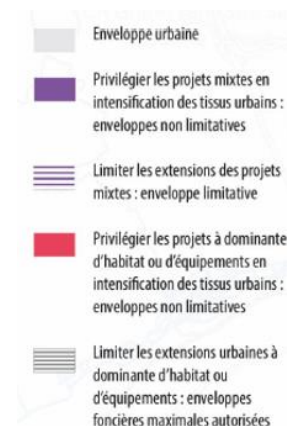 Enveloppe urbaine
Privilégier les projets mixtes en
intensification des tissus urbains :
enveloppes non limitatives
Limiter les extensions des projets
mixtes : enveloppe limitative
Privilégier les projets à dominante
d'habitat ou d'équipements en
intensification des tissus urbains :
enveloppes non limitatives
Limiter les extensions urbaines à
dominante d'habitat ou
d'équipements : enveloppes
foncières maximales autorisées